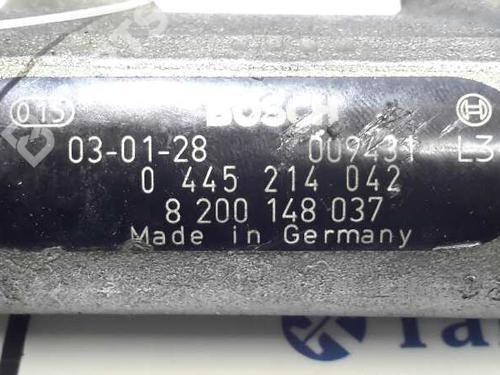 015 BOSCH
03-01-28 009431 L3
0 445 214 042
8 200 148 037
Made in Germany